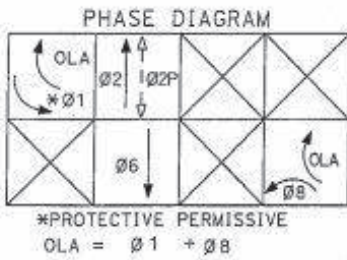 PHASE DIAGRAM
OLA
*Ø1
Ø2
Ø2P
Ø6
OLA
Ø8
*PROTECTIVE PERMISSIVE
OLA = Ø1 + Ø8